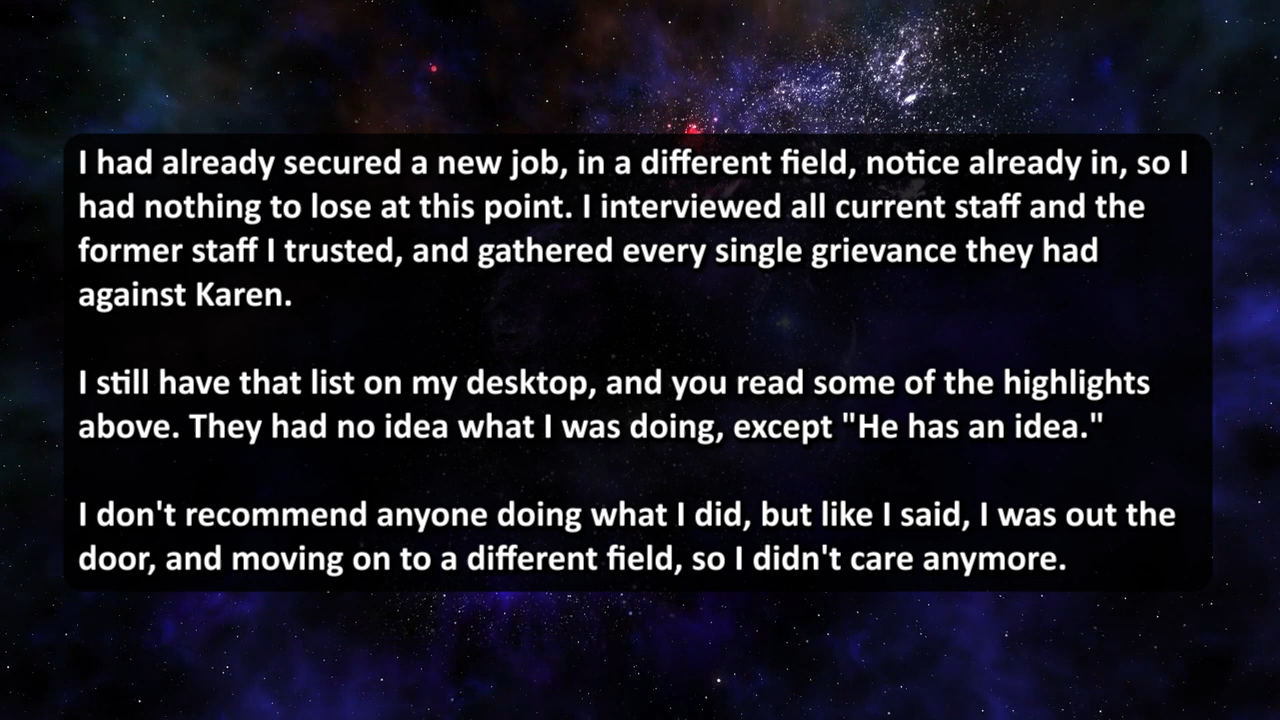 I had already secured a new job, in a different field, notice already in, so I
had nothing to lose at this point. I interviewed all current staff and the
former staff I trusted, and gathered every single grievance they had
against Karen.
I still have that list on my desktop, and you read some of the highlights
above. They had no idea what I was doing, except "He has an idea."
I don't recommend anyone doing what I did, but like I said, I was out the
door, and moving on to a different field, so I didn't care anymore.